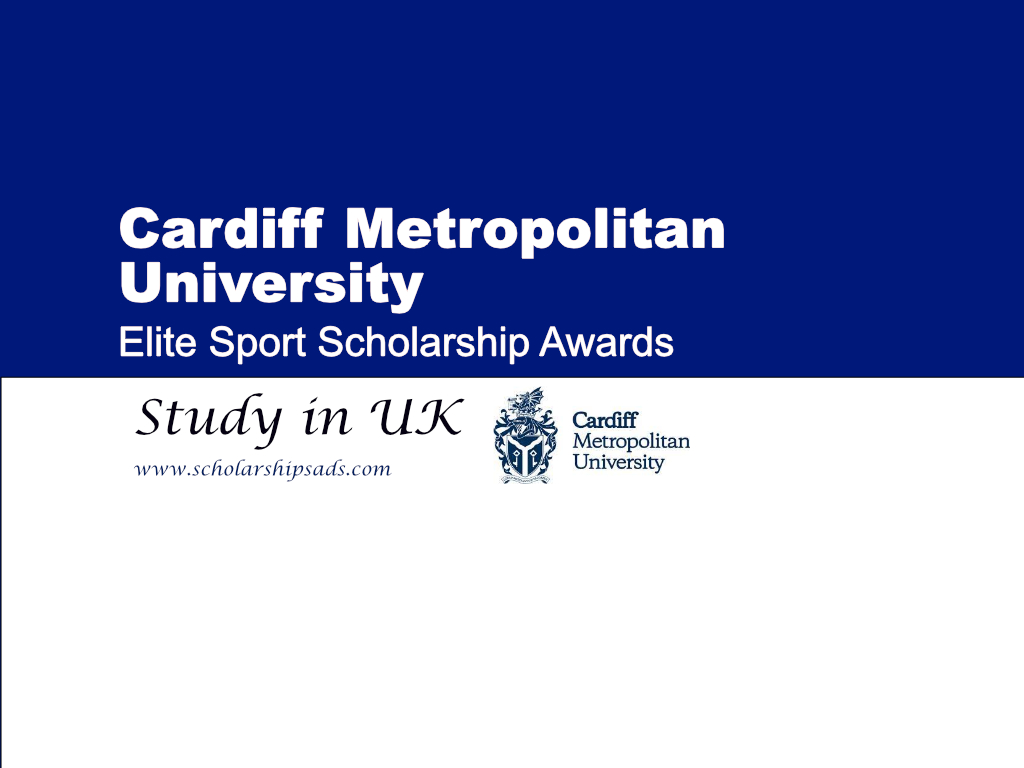 Cardiff Metropolitan
University
Elite Sport Scholarship Awards
Study in UK
www.scholarshipsads.com
Cardiff
Metropolitan
University